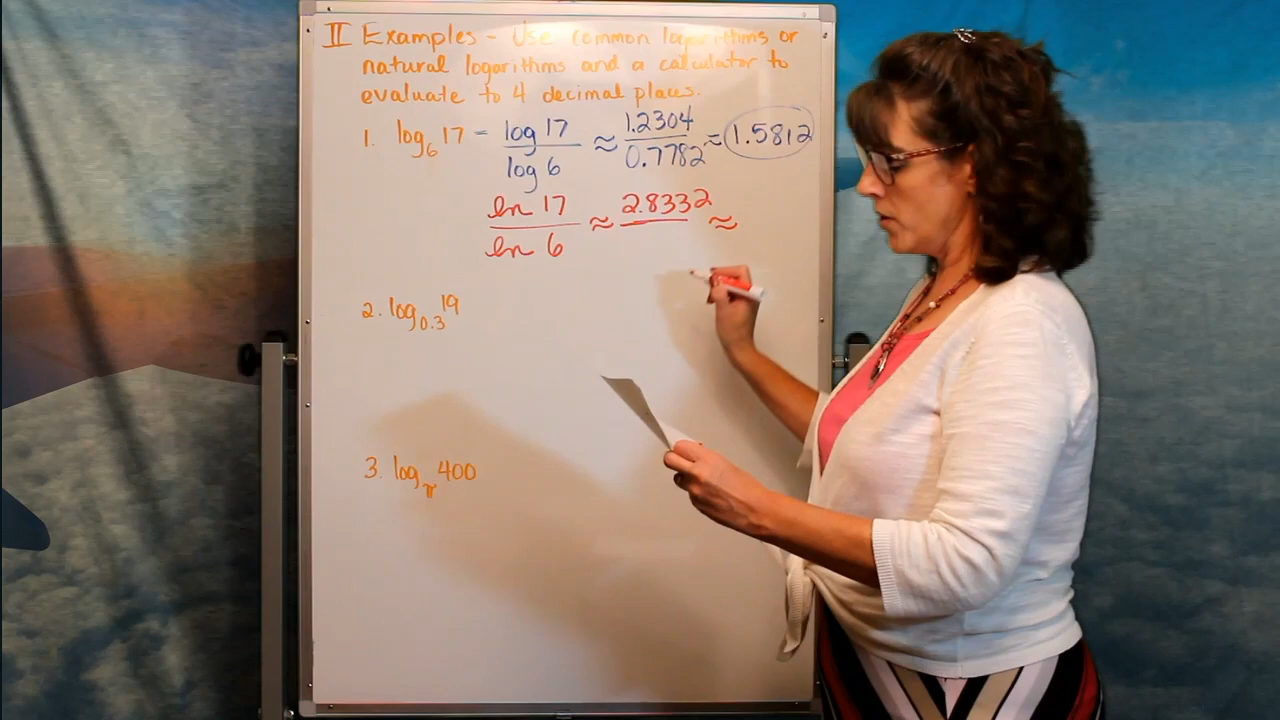 II Examples - Use common logarithms or
natural logarithms and a calculator to
evaluate to 4 decimal places.
1. log₆ 17 = log 17 / log 6 ≈ 1.2304 / 0.7782 ≈ 1.5812
ln 17 / ln 6 ≈ 2.8332 ≈
2. log₀.₃ 19
3. log_π 400